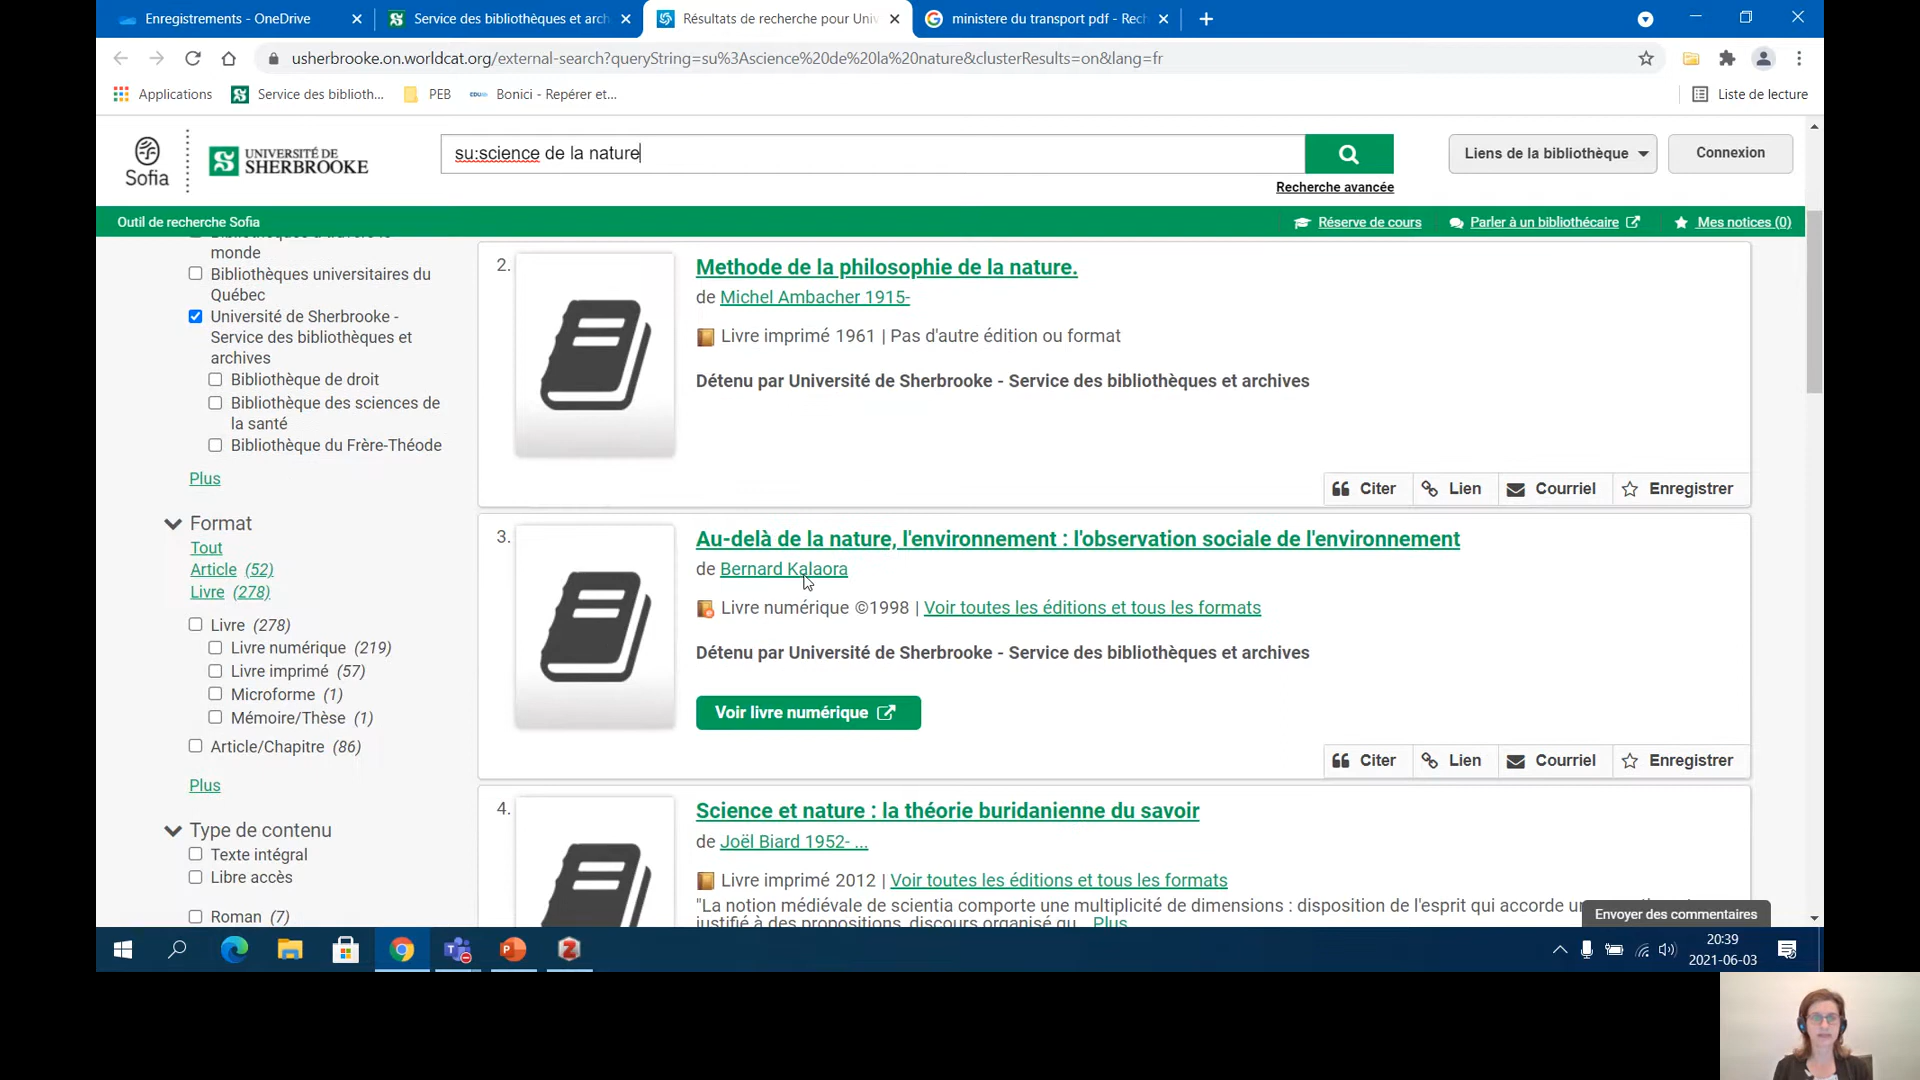 Enregistrements - OneDrive
Service des bibliothèques et arch
Résultats de recherche pour Univ
ministere du transport pdf - Rech
usherbrooke.on.worldcat.org/external-search?queryString=su%3Ascience%20de%20la%20nature&clusterResults=on&lang=fr
Applications
Service des biblioth...
PEB
Bonici - Repérer et...
Liste de lecture
Sofia
UNIVERSITÉ DE
SHERBROOKE
su:science de la nature
Liens de la bibliothèque
Connexion
Recherche avancée
Outil de recherche Sofia
Réserve de cours
Parler à un bibliothécaire
Mes notices (0)
monde
Bibliothèques universitaires du
Québec
Université de Sherbrooke -
Service des bibliothèques et
archives
Bibliothèque de droit
Bibliothèque des sciences de
la santé
Bibliothèque du Frère-Théode
Plus
Format
Tout
Article (52)
Livre (278)
Livre (278)
Livre numérique (219)
Livre imprimé (57)
Microforme (1)
Mémoire/Thèse (1)
Article/Chapitre (86)
Plus
Type de contenu
Texte intégral
Libre accès
Roman (7)
2.
Methode de la philosophie de la nature.
de Michel Ambacher 1915-
Livre imprimé 1961 | Pas d'autre édition ou format
Détenu par Université de Sherbrooke - Service des bibliothèques et archives
Citer
Lien
Courriel
Enregistrer
3.
Au-delà de la nature, l'environnement : l'observation sociale de l'environnement
de Bernard Kalaora
Livre numérique ©1998 | Voir toutes les éditions et tous les formats
Détenu par Université de Sherbrooke - Service des bibliothèques et archives
Voir livre numérique
Citer
Lien
Courriel
Enregistrer
4.
Science et nature : la théorie buridanienne du savoir
de Joël Biard 1952- ...
Livre imprimé 2012 | Voir toutes les éditions et tous les formats
"La notion médiévale de scientia comporte une multiplicité de dimensions : disposition de l'esprit qui accorde
justifié à des propositions, discours organisé qu... Plus
Envoyer des commentaires
20:39
2021-06-03